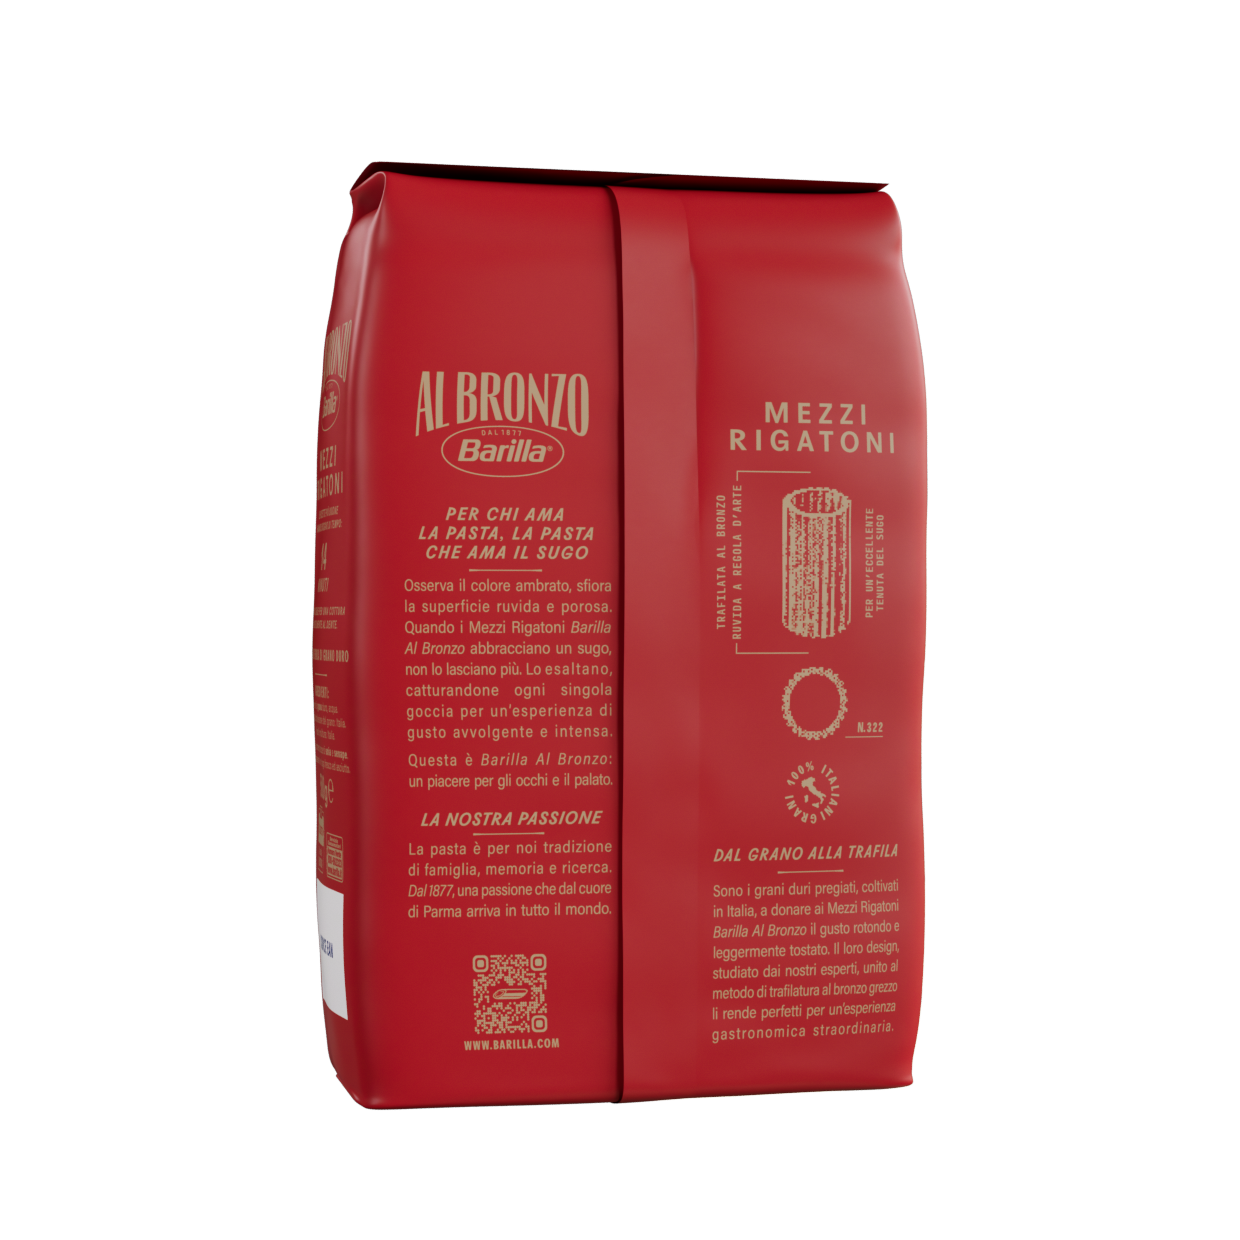 AL BRONZO
DAL 1877
Barilla®
PER CHI AMA
LA PASTA, LA PASTA
CHE AMA IL SUGO
Osserva il colore ambrato, sfiora
la superficie ruvida e porosa.
Quando i Mezzi Rigatoni Barilla
Al Bronzo abbracciano un sugo,
non lo lasciano più. Lo esaltano,
catturandone ogni singola
goccia per un'esperienza di
gusto avvolgente e intensa.
Questa è Barilla Al Bronzo:
un piacere per gli occhi e il palato.
LA NOSTRA PASSIONE
La pasta è per noi tradizione
di famiglia, memoria e ricerca.
Dal 1877, una passione che dal cuore
di Parma arriva in tutto il mondo.
WWW.BARILLA.COM
MEZZI
RIGATONI
TRAFILATA AL BRONZO
RUVIDA A REGOLA D'ARTE
PER UN'ECCELLENTE
TENUTA DEL SUGO
N.322
100% ITALIANI GRANI
DAL GRANO ALLA TRAFILA
Sono i grani duri pregiati, coltivati
in Italia, a donare ai Mezzi Rigatoni
Barilla Al Bronzo il gusto rotondo e
leggermente tostato. Il loro design,
studiato dai nostri esperti, unito al
metodo di trafilatura al bronzo grezzo
li rende perfetti per un'esperienza
gastronomica straordinaria.